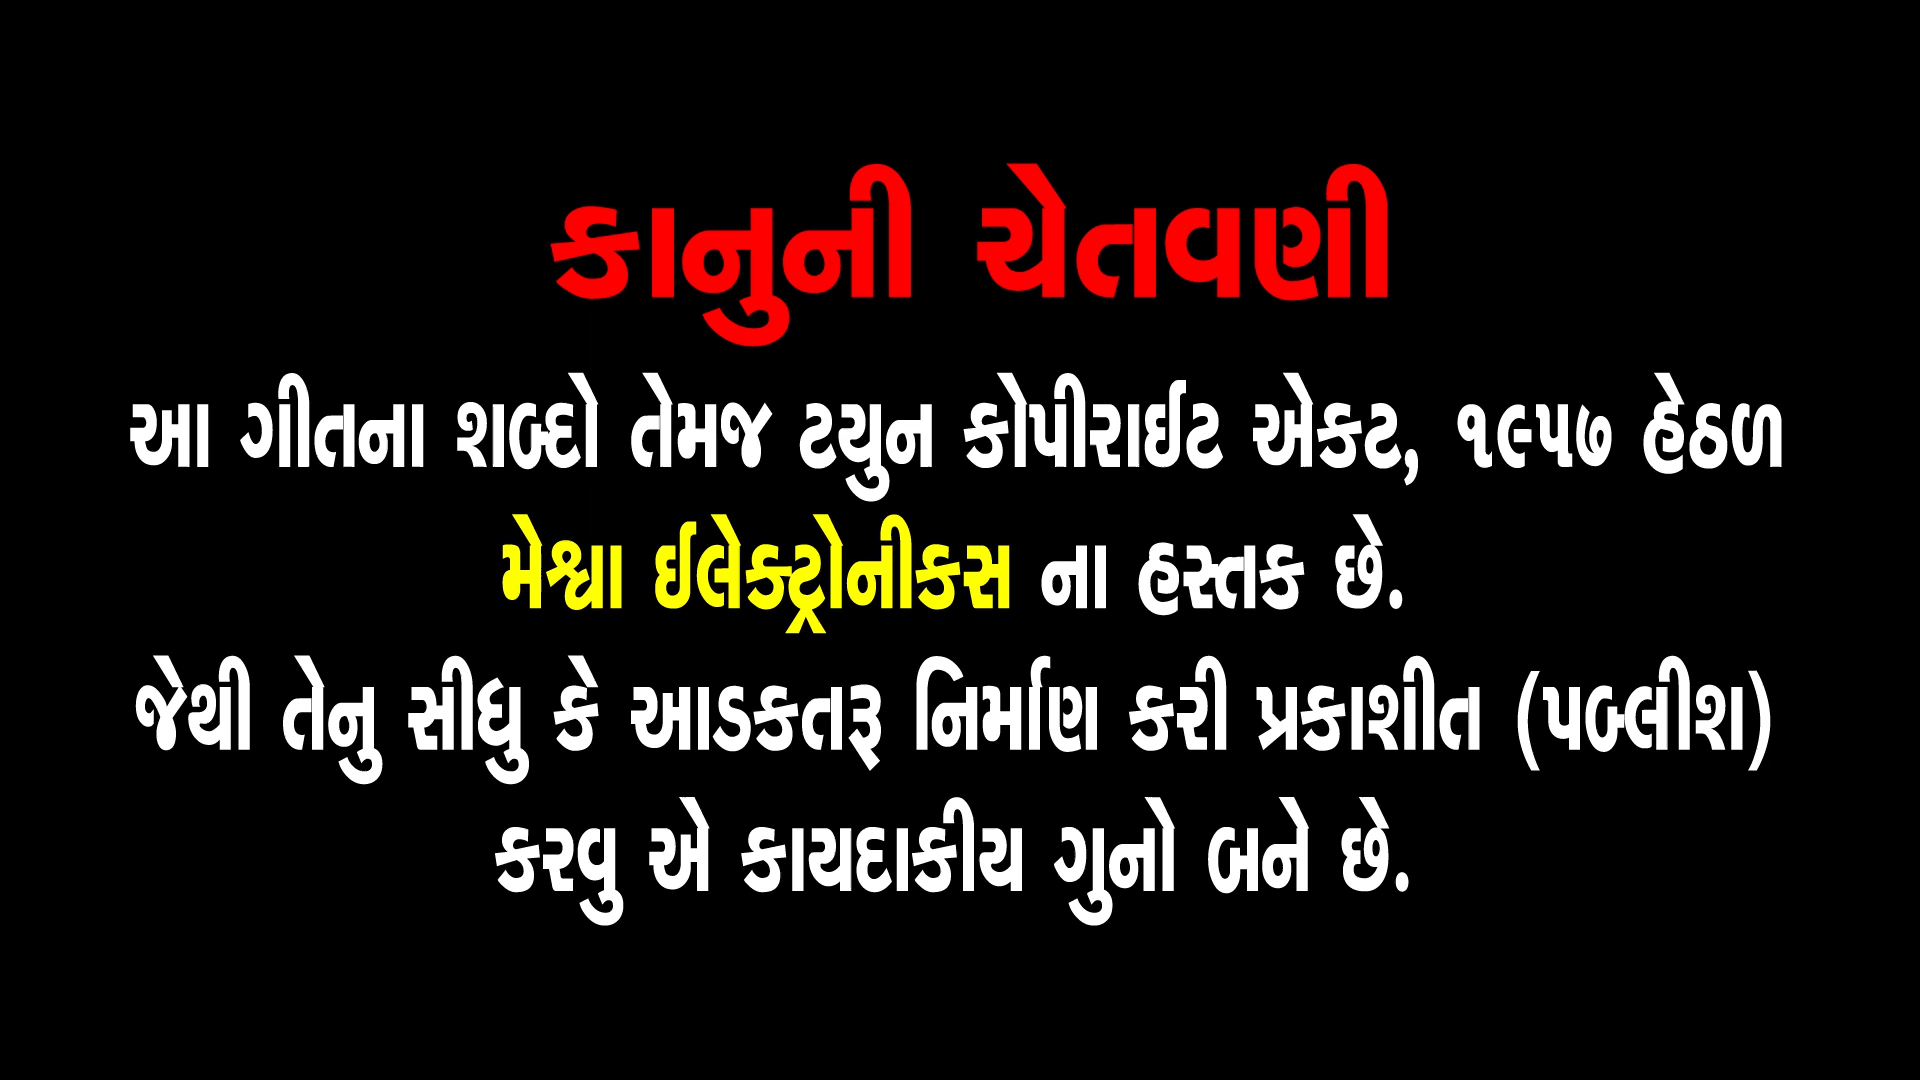 કાનુની ચેતવણી
આ ગીતના શબ્દો તેમજ ટયુન કોપીરાઈટ એકટ, ૧૯૫૭ હેઠળ
મેશ્વા ઈલેક્ટ્રોનીકસ ના હસ્તક છે.
જેથી તેનુ સીધુ કે આડકતરૂ નિર્માણ કરી પ્રકાશીત (પબ્લીશ)
કરવુ એ કાયદાકીય ગુનો બને છે.